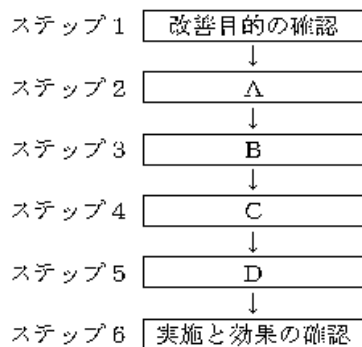 ステップ1 改善目的の確認
↓
ステップ2 A
↓
ステップ3 B
↓
ステップ4 C
↓
ステップ5 D
↓
ステップ6 実施と効果の確認